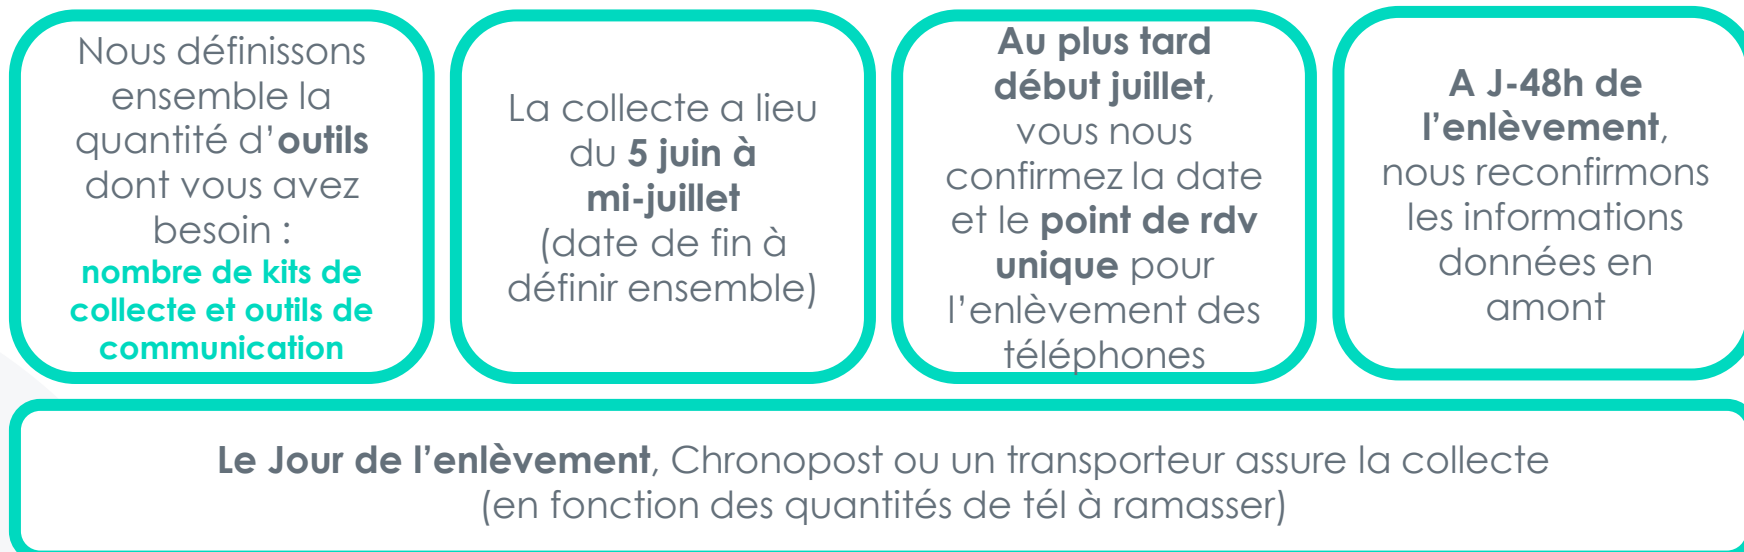 Nous définissons
ensemble la
quantité d’outils
dont vous avez
besoin :
nombre de kits de
collecte et outils de
communication
La collecte a lieu
du 5 juin à
mi-juillet
(date de fin à
définir ensemble)
Au plus tard
début juillet,
vous nous
confirmez la date
et le point de rdv
unique pour
l’enlèvement des
téléphones
A J-48h de
l’enlèvement,
nous reconfirmons
les informations
données en
amont
Le Jour de l’enlèvement, Chronopost ou un transporteur assure la collecte
(en fonction des quantités de tél à ramasser)